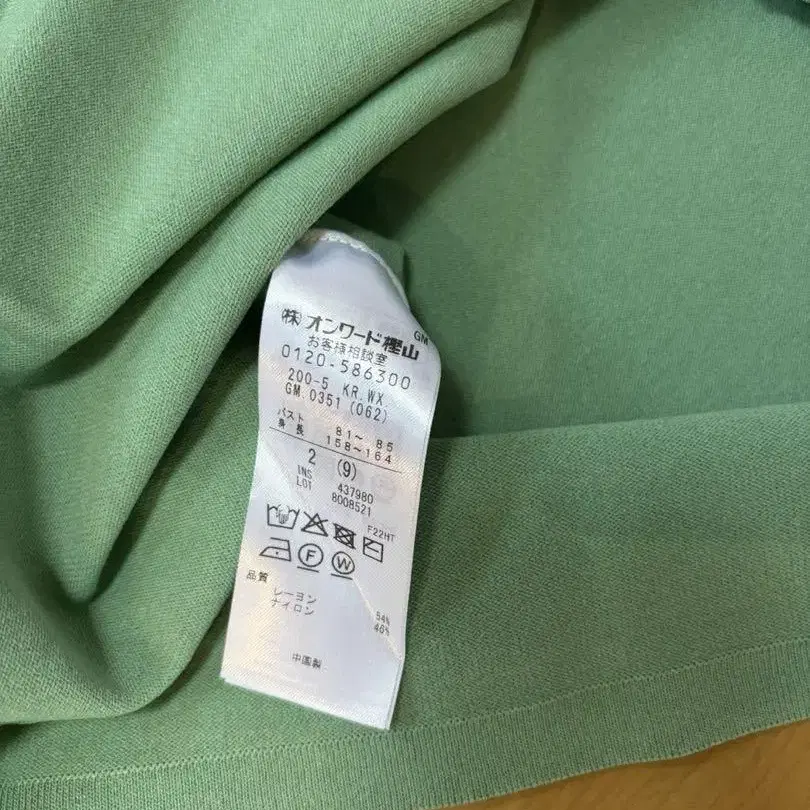 GM
㈱オンワード樫山
お客様相談室
0120-586300
200-5 KR.WX
GM.0351 (062)
バスト 81～ 85
身長 158～164
2 (9)
INS 437980
LOT 8008521
F22HT
F W
品質
レーヨン 54%
ナイロン 46%
中国製